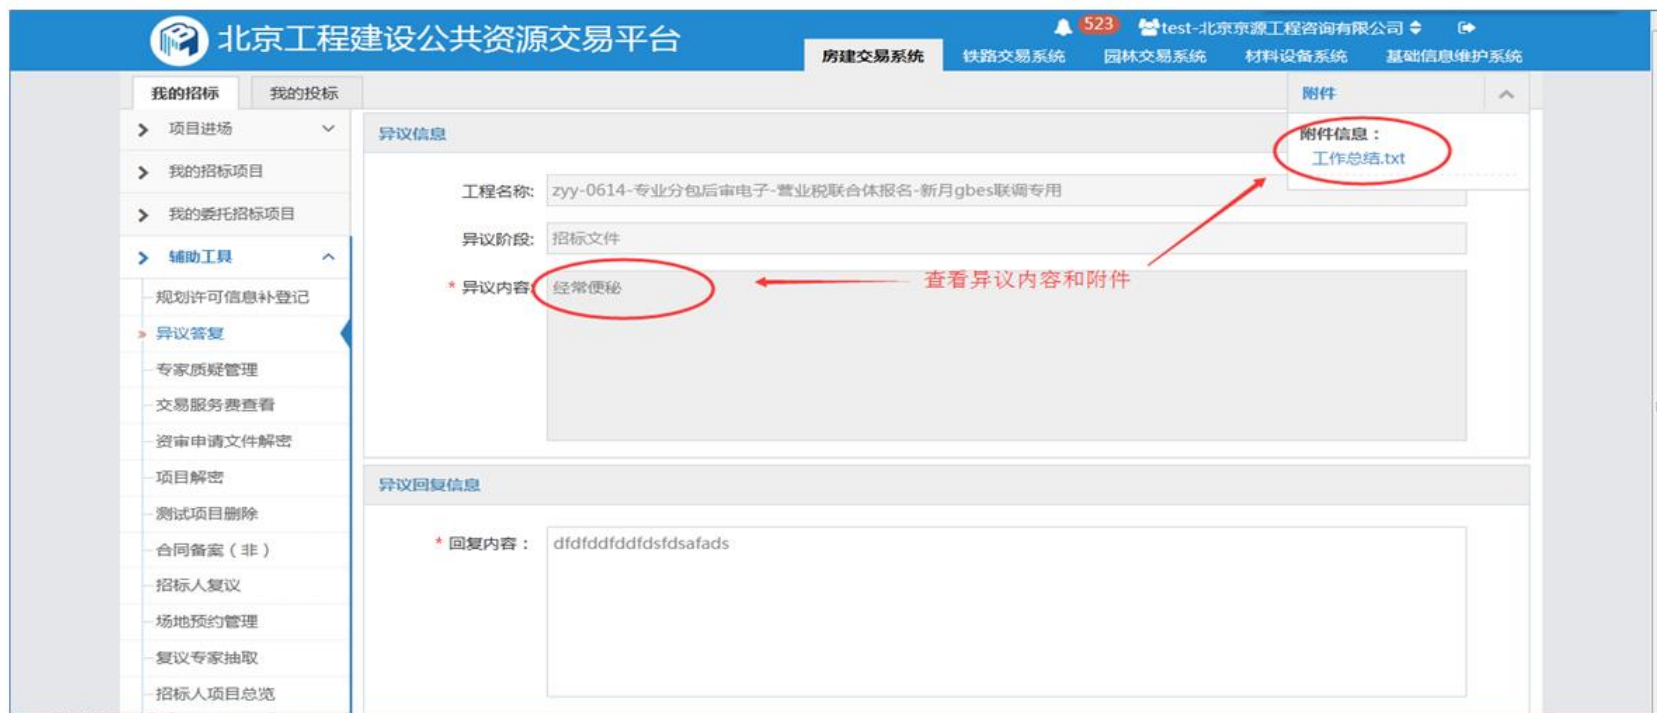 北京工程建设公共资源交易平台
523 test-北京京源工程咨询有限公司
房建交易系统 铁路交易系统 园林交易系统 材料设备系统 基础信息维护系统
我的招标 我的投标
附件
附件信息：
工作总结.txt
项目进场
我的招标项目
我的委托招标项目
辅助工具
规划许可信息补登记
异议答复
专家质疑管理
交易服务费查看
资审申请文件解密
项目解密
测试项目删除
合同备案（非）
招标人复议
场地预约管理
复议专家抽取
招标人项目总览
异议信息
工程名称: zyy-0614-专业分包后审电子-营业税联合体报名-新月gbes联调专用
异议阶段: 招标文件
* 异议内容: 经常便秘
查看异议内容和附件
异议回复信息
* 回复内容： dfdfddfddfdsfdsafads